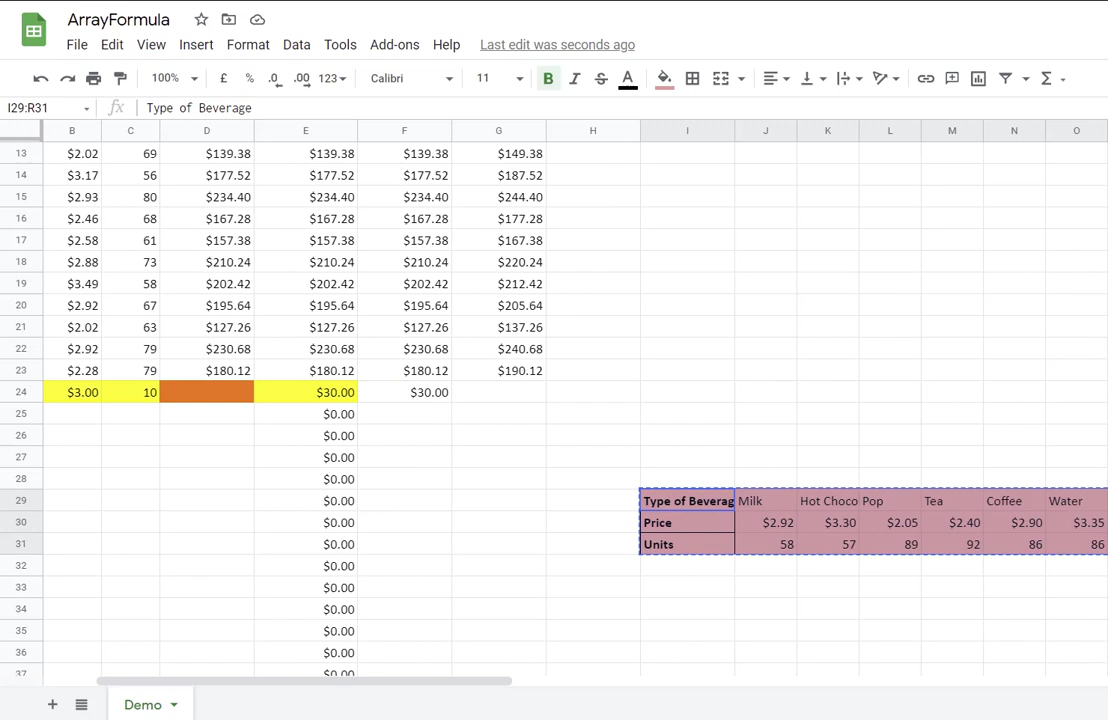 ArrayFormula
File Edit View Insert Format Data Tools Add-ons Help Last edit was seconds ago
100% £ % .0 .00 123 Calibri 11 B I S A Σ
I29:R31 fx Type of Beverage
B C D E F G H I J K L M N O
13 $2.02 69 $139.38 $139.38 $139.38 $149.38
14 $3.17 56 $177.52 $177.52 $177.52 $187.52
15 $2.93 80 $234.40 $234.40 $234.40 $244.40
16 $2.46 68 $167.28 $167.28 $167.28 $177.28
17 $2.58 61 $157.38 $157.38 $157.38 $167.38
18 $2.88 73 $210.24 $210.24 $210.24 $220.24
19 $3.49 58 $202.42 $202.42 $202.42 $212.42
20 $2.92 67 $195.64 $195.64 $195.64 $205.64
21 $2.02 63 $127.26 $127.26 $127.26 $137.26
22 $2.92 79 $230.68 $230.68 $230.68 $240.68
23 $2.28 79 $180.12 $180.12 $180.12 $190.12
24 $3.00 10 $30.00 $30.00
25 $0.00
26 $0.00
27 $0.00
28 $0.00
29 $0.00 Type of Beverag Milk Hot Choco Pop Tea Coffee Water
30 $0.00 Price $2.92 $3.30 $2.05 $2.40 $2.90 $3.35
31 $0.00 Units 58 57 89 92 86 86
32 $0.00
33 $0.00
34 $0.00
35 $0.00
36 $0.00
37 $0.00
Demo